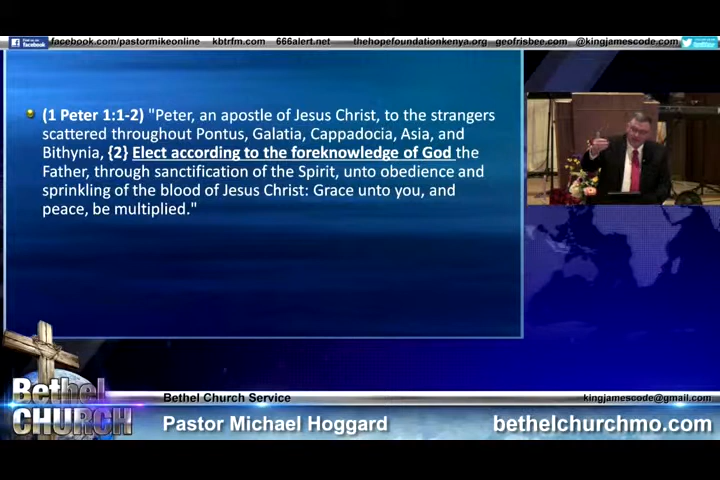 facebook.com/pastormikeonline kbtrfm.com 666alert.net thehopefoundationkenya.org geofrisbee.com @kingjamescode.com
(1 Peter 1:1-2) "Peter, an apostle of Jesus Christ, to the strangers
scattered throughout Pontus, Galatia, Cappadocia, Asia, and
Bithynia, {2} Elect according to the foreknowledge of God the
Father, through sanctification of the Spirit, unto obedience and
sprinkling of the blood of Jesus Christ: Grace unto you, and
peace, be multiplied."
Bethel
CHURCH
Bethel Church Service kingjamescode@gmail.com
Pastor Michael Hoggard bethelchurchmo.com